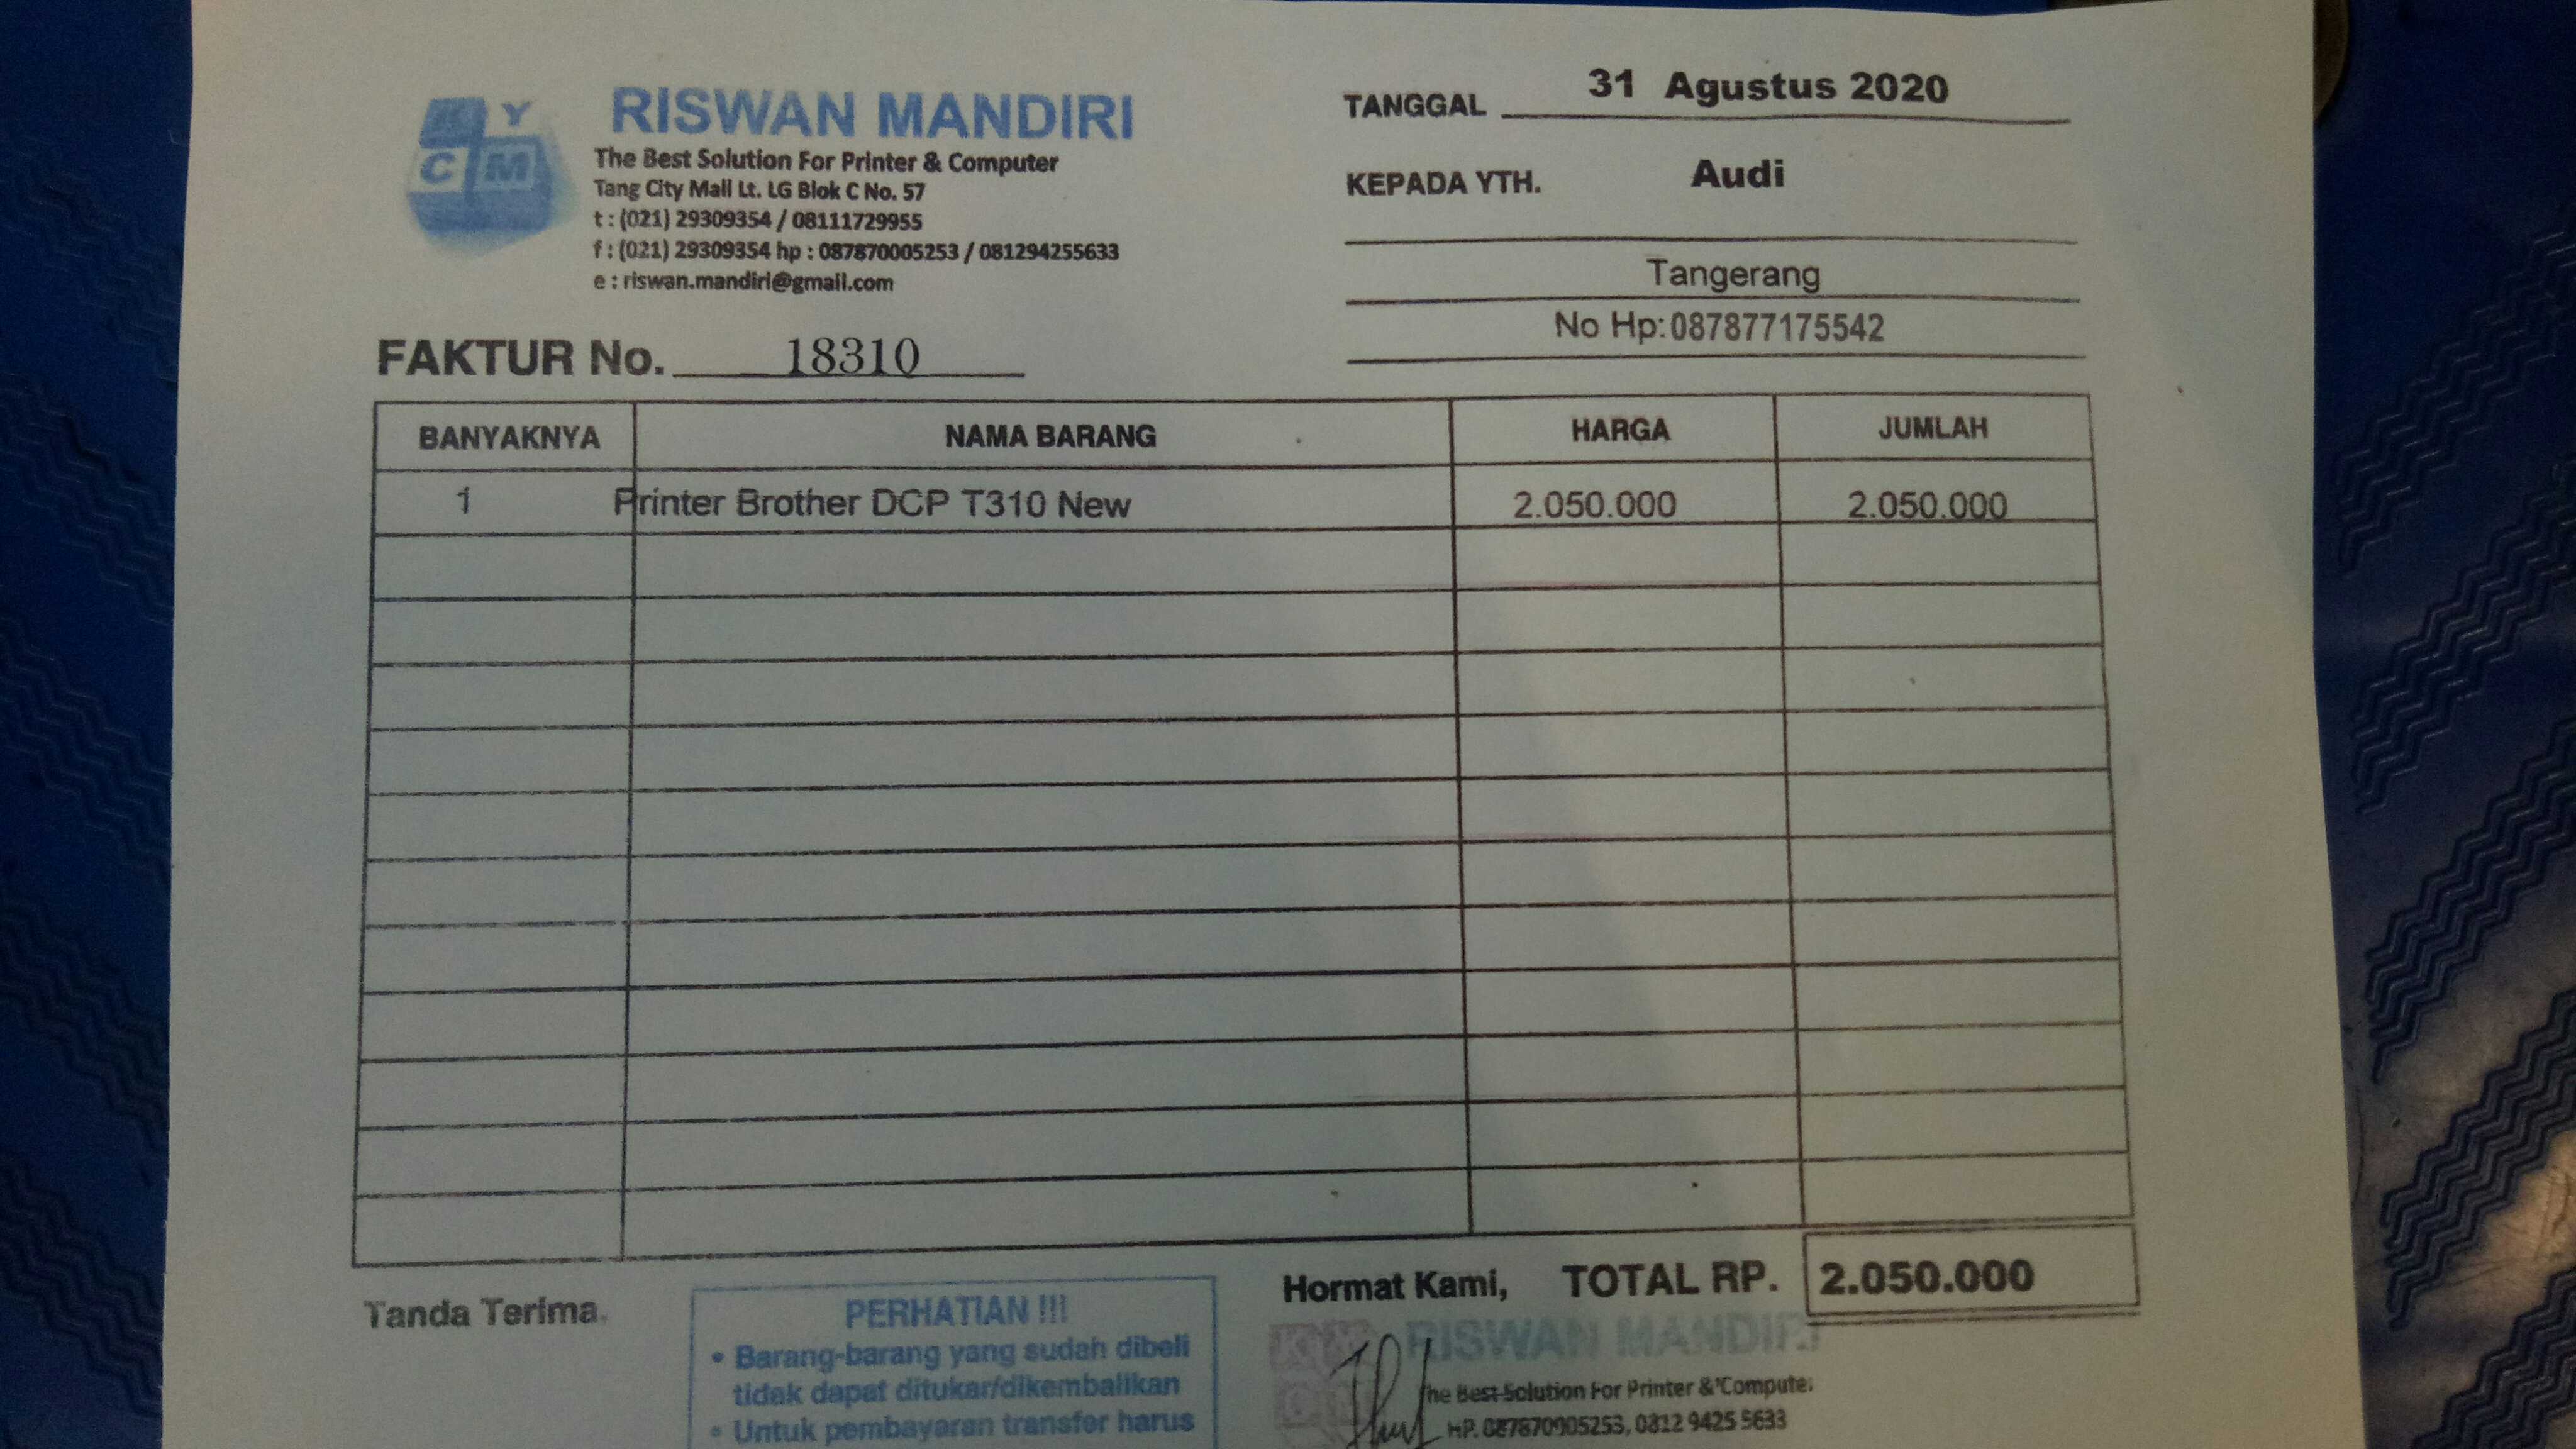 K Y
C M
RISWAN MANDIRI
The Best Solution For Printer & Computer
Tang City Mall Lt. LG Blok C No. 57
t : (021) 29309354 / 08111729955
f : (021) 29309354 hp : 087870005253 / 081294255633
e : riswan.mandiri@gmail.com
TANGGAL 31 Agustus 2020
KEPADA YTH. Audi
Tangerang
No Hp:087877175542
FAKTUR No. 18310
BANYAKNYA NAMA BARANG HARGA JUMLAH
1 Printer Brother DCP T310 New 2.050.000 2.050.000
Hormat Kami, TOTAL RP. 2.050.000
Tanda Terima.
PERHATIAN !!!
• Barang-barang yang sudah dibeli
tidak dapat ditukar/dikembalikan
• Untuk pembayaran transfer harus
RISWAN MANDIRI
The Best Solution For Printer & Computer
HP. 087870005253, 0812 9425 5633